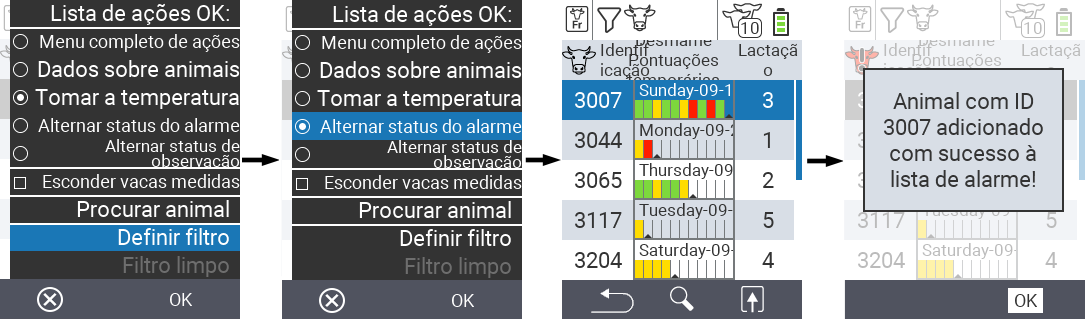 Lista de ações OK:
Menu completo de ações
Dados sobre animais
Tomar a temperatura
Alternar status do alarme
Alternar status de
observação
Esconder vacas medidas
Procurar animal
Definir filtro
Filtro limpo
OK
Lista de ações OK:
Menu completo de ações
Dados sobre animais
Tomar a temperatura
Alternar status do alarme
Alternar status de
observação
Esconder vacas medidas
Procurar animal
Definir filtro
Filtro limpo
OK
Fr
10
Identif
icação
Desmame
Pontuações
temporárias
Lactaçã
o
3007 Sunday-09-1 3
3044 Monday-09-2 1
3065 Thursday-09 2
3117 Tuesday-09- 5
3204 Saturday-09- 4
Fr
10
Identif
Pontuações
Lactaçã
o
Animal com ID
3007 adicionado
com sucesso à
lista de alarme!
3117 Tuesday-09- 5
3204 Saturday-09- 4
OK